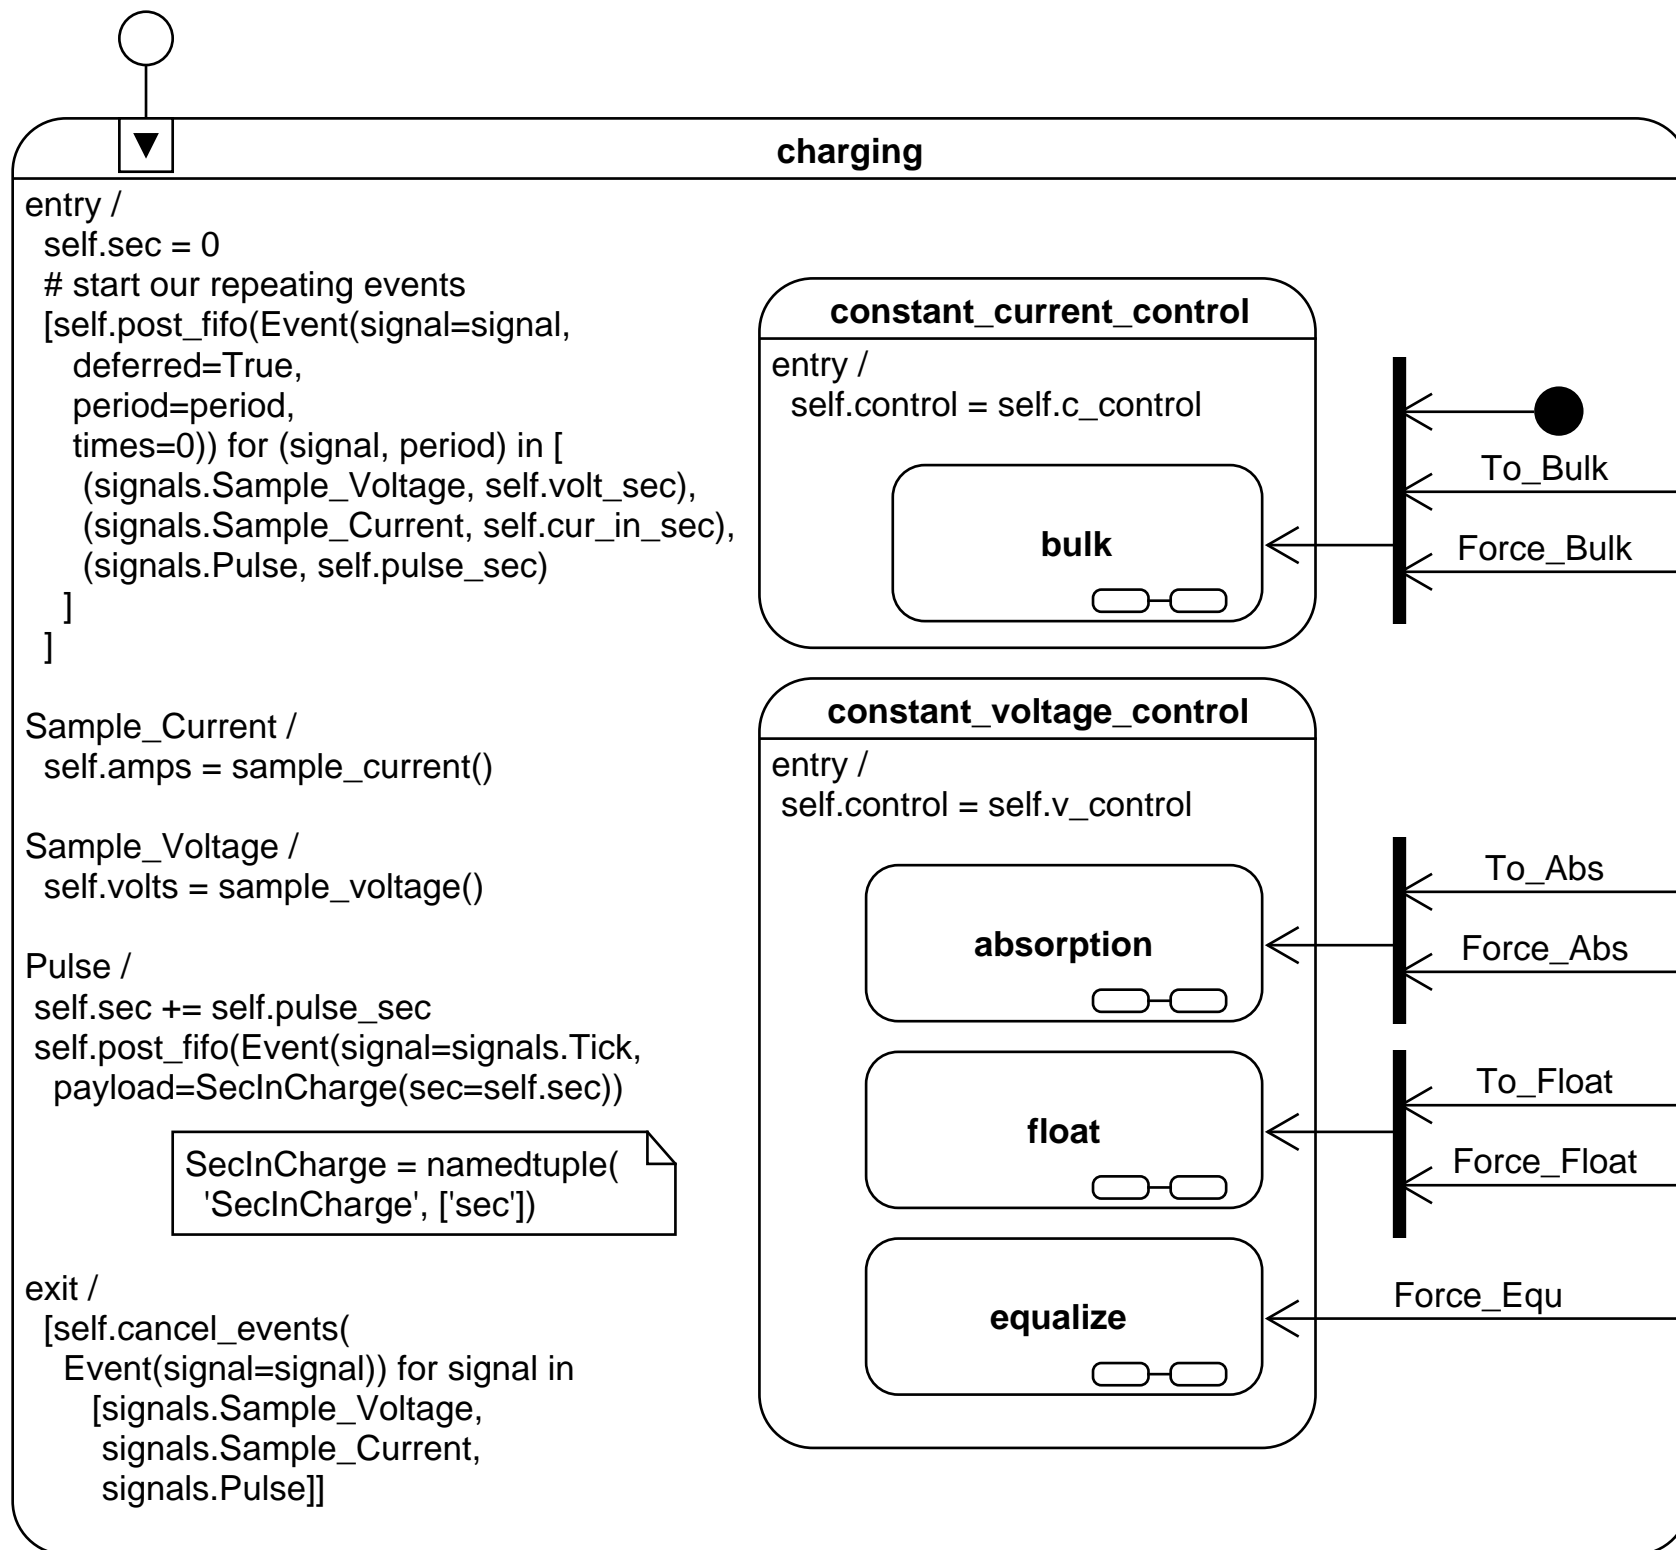 charging
entry /
self.sec = 0
# start our repeating events
[self.post_fifo(Event(signal=signal,
deferred=True,
period=period,
times=0)) for (signal, period) in [
(signals.Sample_Voltage, self.volt_sec),
(signals.Sample_Current, self.cur_in_sec),
(signals.Pulse, self.pulse_sec)
]
]
Sample_Current /
self.amps = sample_current()
Sample_Voltage /
self.volts = sample_voltage()
Pulse /
self.sec += self.pulse_sec
self.post_fifo(Event(signal=signals.Tick,
payload=SecInCharge(sec=self.sec))
SecInCharge = namedtuple(
'SecInCharge', ['sec'])
exit /
[self.cancel_events(
Event(signal=signal)) for signal in
[signals.Sample_Voltage,
signals.Sample_Current,
signals.Pulse]]
constant_current_control
entry /
self.control = self.c_control
bulk
To_Bulk
Force_Bulk
constant_voltage_control
entry /
self.control = self.v_control
absorption
To_Abs
Force_Abs
float
To_Float
Force_Float
equalize
Force_Equ